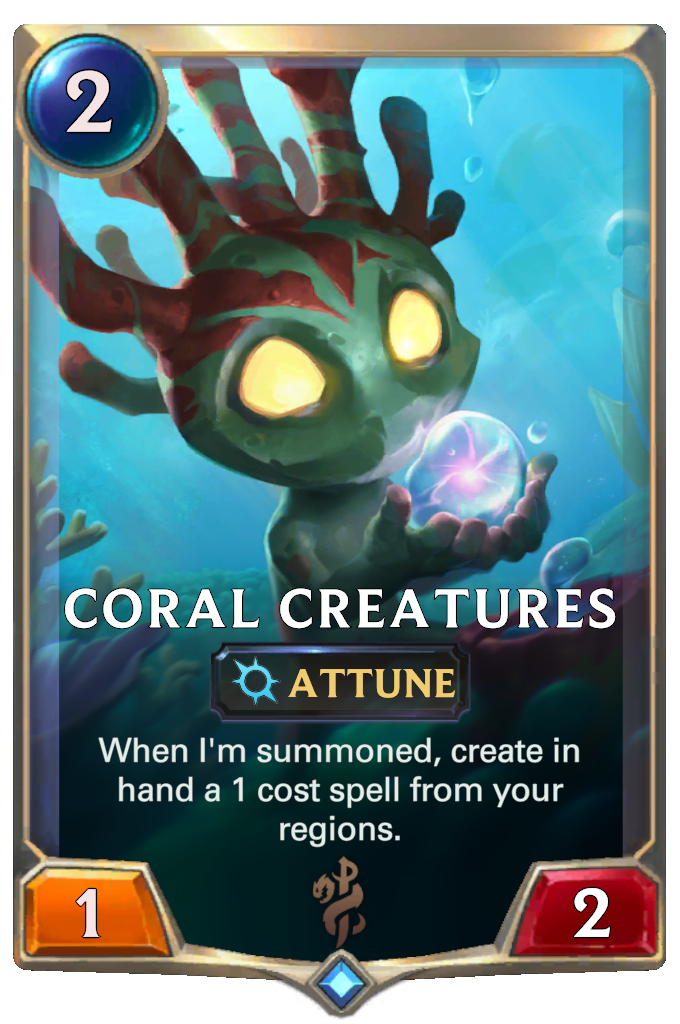 2
CORAL CREATURES
ATTUNE
When I'm summoned, create in
hand a 1 cost spell from your
regions.
1
2